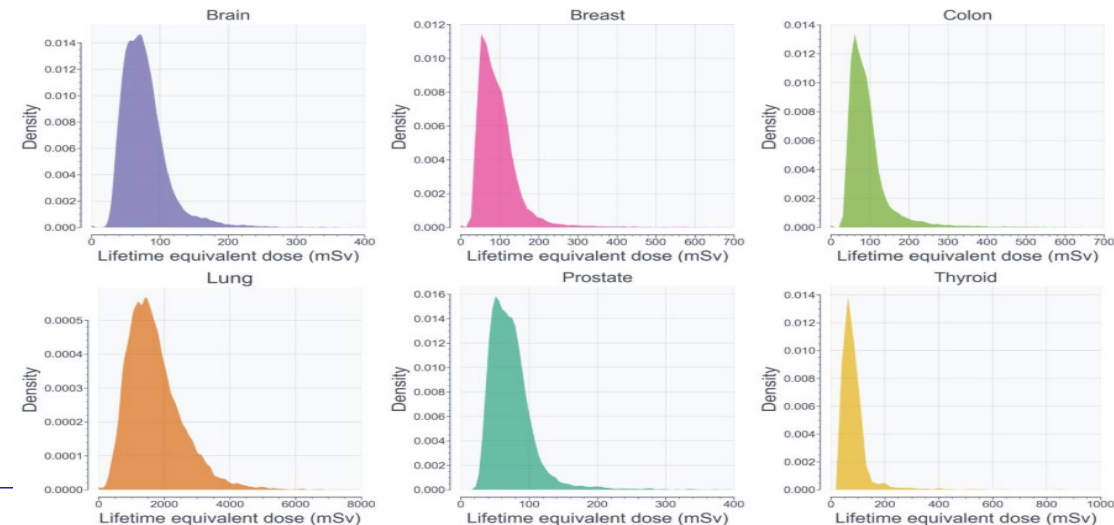 Brain
0.014
0.012
0.010
0.008
0.006
0.004
0.002
0.000
Density
0 100 200 300 400
Lifetime equivalent dose (mSv)
Breast
0.012
0.010
0.008
0.006
0.004
0.002
0.000
Density
0 100 200 300 400 500 600 700
Lifetime equivalent dose (mSv)
Colon
0.014
0.012
0.010
0.008
0.006
0.004
0.002
0.000
Density
0 100 200 300 400 500 600 700
Lifetime equivalent dose (mSv)
Lung
0.0005
0.0004
0.0003
0.0002
0.0001
0.0000
Density
0 2000 4000 6000 8000
Lifetime equivalent dose (mSv)
Prostate
0.016
0.014
0.012
0.010
0.008
0.006
0.004
0.002
0.000
Density
0 100 200 300 400
Lifetime equivalent dose (mSv)
Thyroid
0.014
0.012
0.010
0.008
0.006
0.004
0.002
0.000
Density
0 200 400 600 800 1000
Lifetime equivalent dose (mSv)